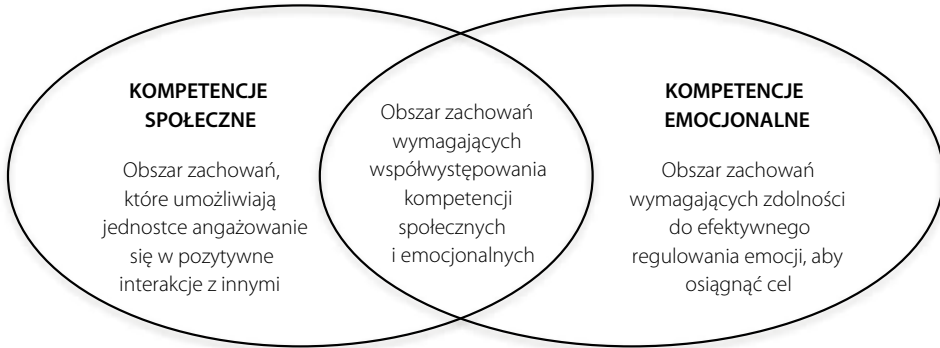 KOMPETENCJE
SPOŁECZNE
Obszar zachowań,
które umożliwiają
jednostce angażowanie
się w pozytywne
interakcje z innymi
Obszar zachowań
wymagających
współwystępowania
kompetencji
społecznych
i emocjonalnych
KOMPETENCJE
EMOCJONALNE
Obszar zachowań
wymagających zdolności
do efektywnego
regulowania emocji, aby
osiągnąć cel